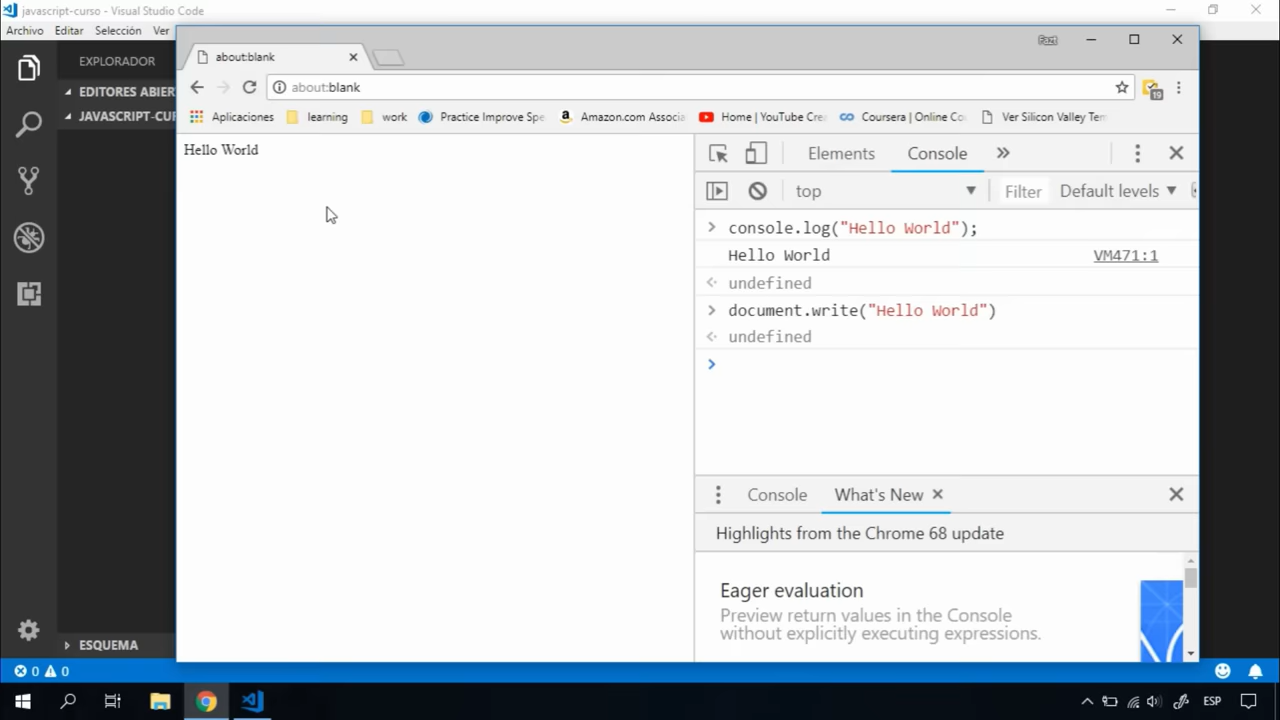 javascript-curso - Visual Studio Code
Archivo Editar Selección Ver
EXPLORADOR
EDITORES ABIER
JAVASCRIPT-CUR
about:blank
about:blank
19
Aplicaciones learning work Practice Improve Spe Amazon.com Associa Home | YouTube Crea Coursera | Online Co Ver Silicon Valley Tem
Hello World
Elements Console »
top Filter Default levels
console.log("Hello World");
Hello World VM471:1
undefined
document.write("Hello World")
undefined
Console What's New
Highlights from the Chrome 68 update
Eager evaluation
Preview return values in the Console
without explicitly executing expressions.
ESQUEMA
0 0
ESP